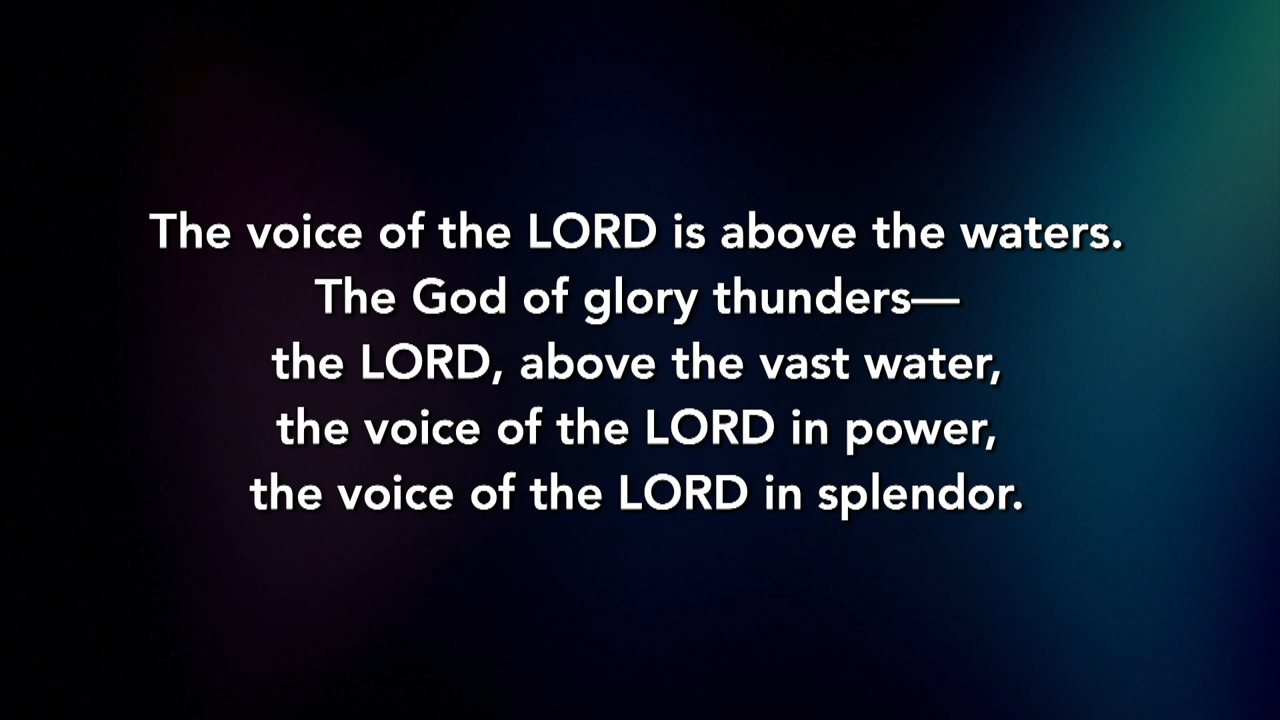 The voice of the LORD is above the waters.
The God of glory thunders—
the LORD, above the vast water,
the voice of the LORD in power,
the voice of the LORD in splendor.